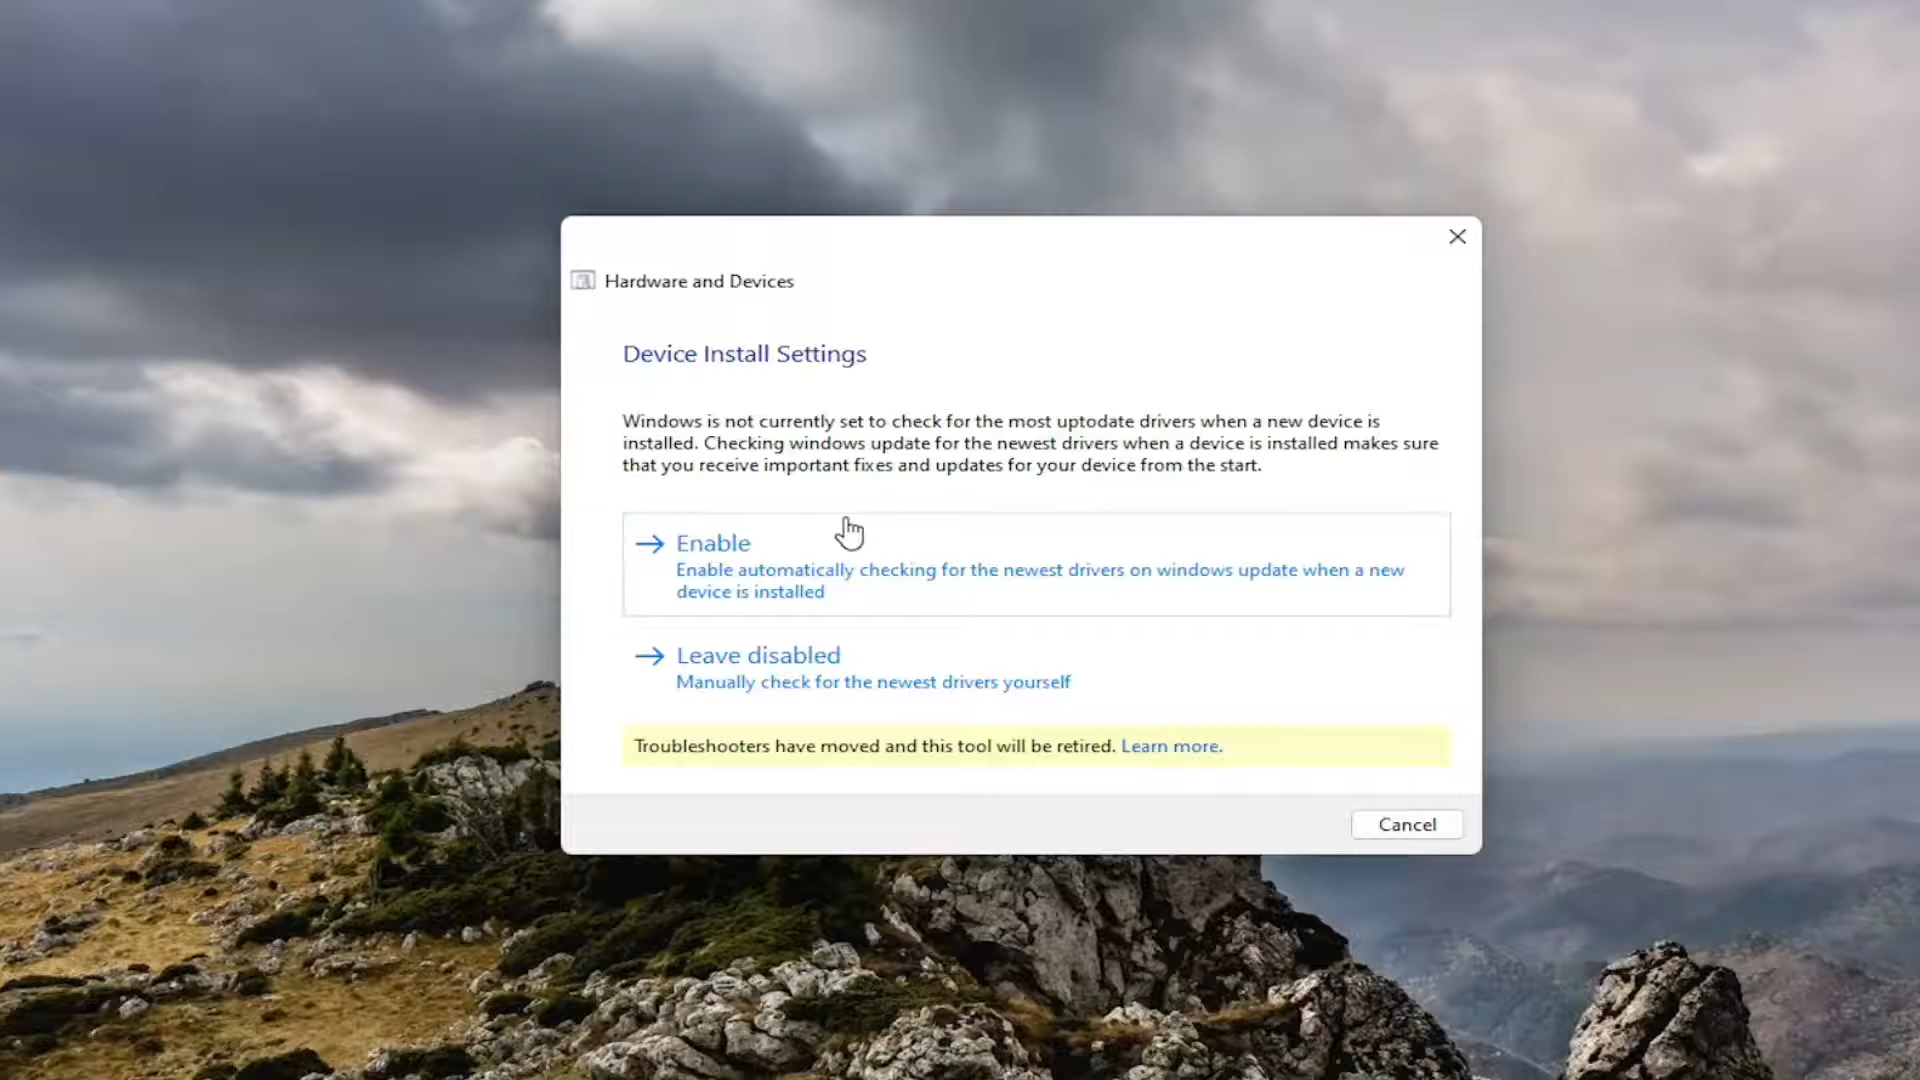 Hardware and Devices
Device Install Settings
Windows is not currently set to check for the most uptodate drivers when a new device is
installed. Checking windows update for the newest drivers when a device is installed makes sure
that you receive important fixes and updates for your device from the start.
Enable
Enable automatically checking for the newest drivers on windows update when a new
device is installed
Leave disabled
Manually check for the newest drivers yourself
Troubleshooters have moved and this tool will be retired. Learn more.
Cancel